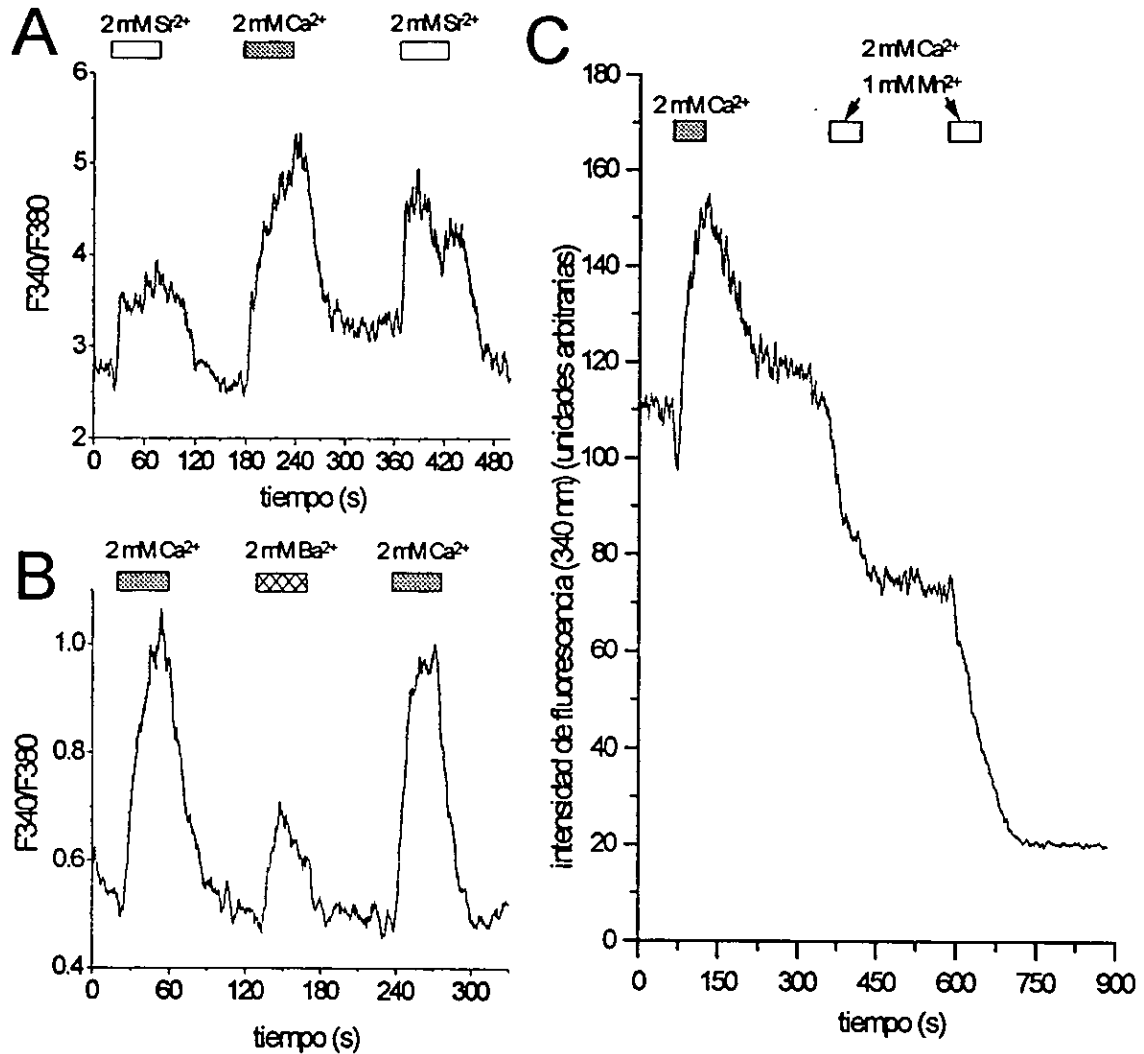 A
2 mM Sr²⁺ 2 mM Ca²⁺ 2 mM Sr²⁺
6
5
4
3
2
F340/F380
0 60 120 180 240 300 360 420 480
tiempo (s)
B
2 mM Ca²⁺ 2 mM Ba²⁺ 2 mM Ca²⁺
1.0
0.8
0.6
0.4
F340/F380
0 60 120 180 240 300
tiempo (s)
C
2 mM Ca²⁺
1 mM Mn²⁺
2 mM Ca²⁺
180
160
140
120
100
80
60
40
20
0
intensidad de fluorescencia (340 nm) (unidades arbitrarias)
0 150 300 450 600 750 900
tiempo (s)